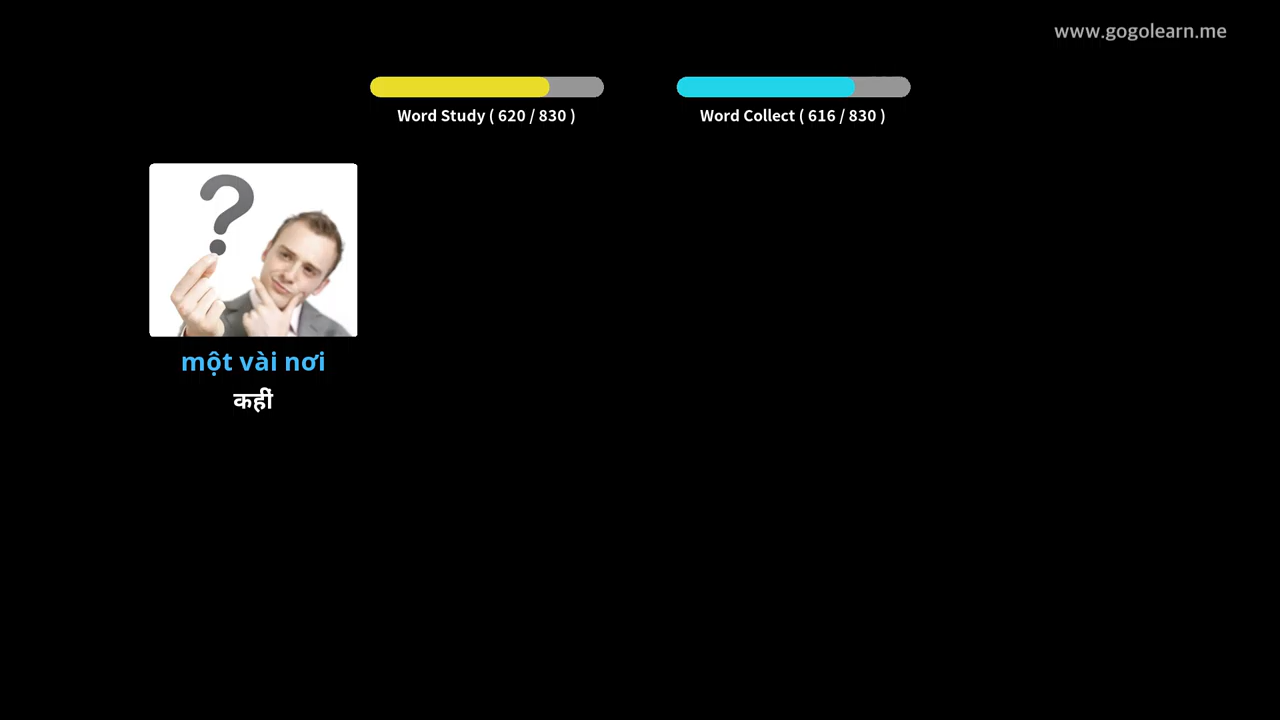 www.gogolearn.me
Word Study ( 620 / 830 )
Word Collect ( 616 / 830 )
?
một vài nơi
कहीं